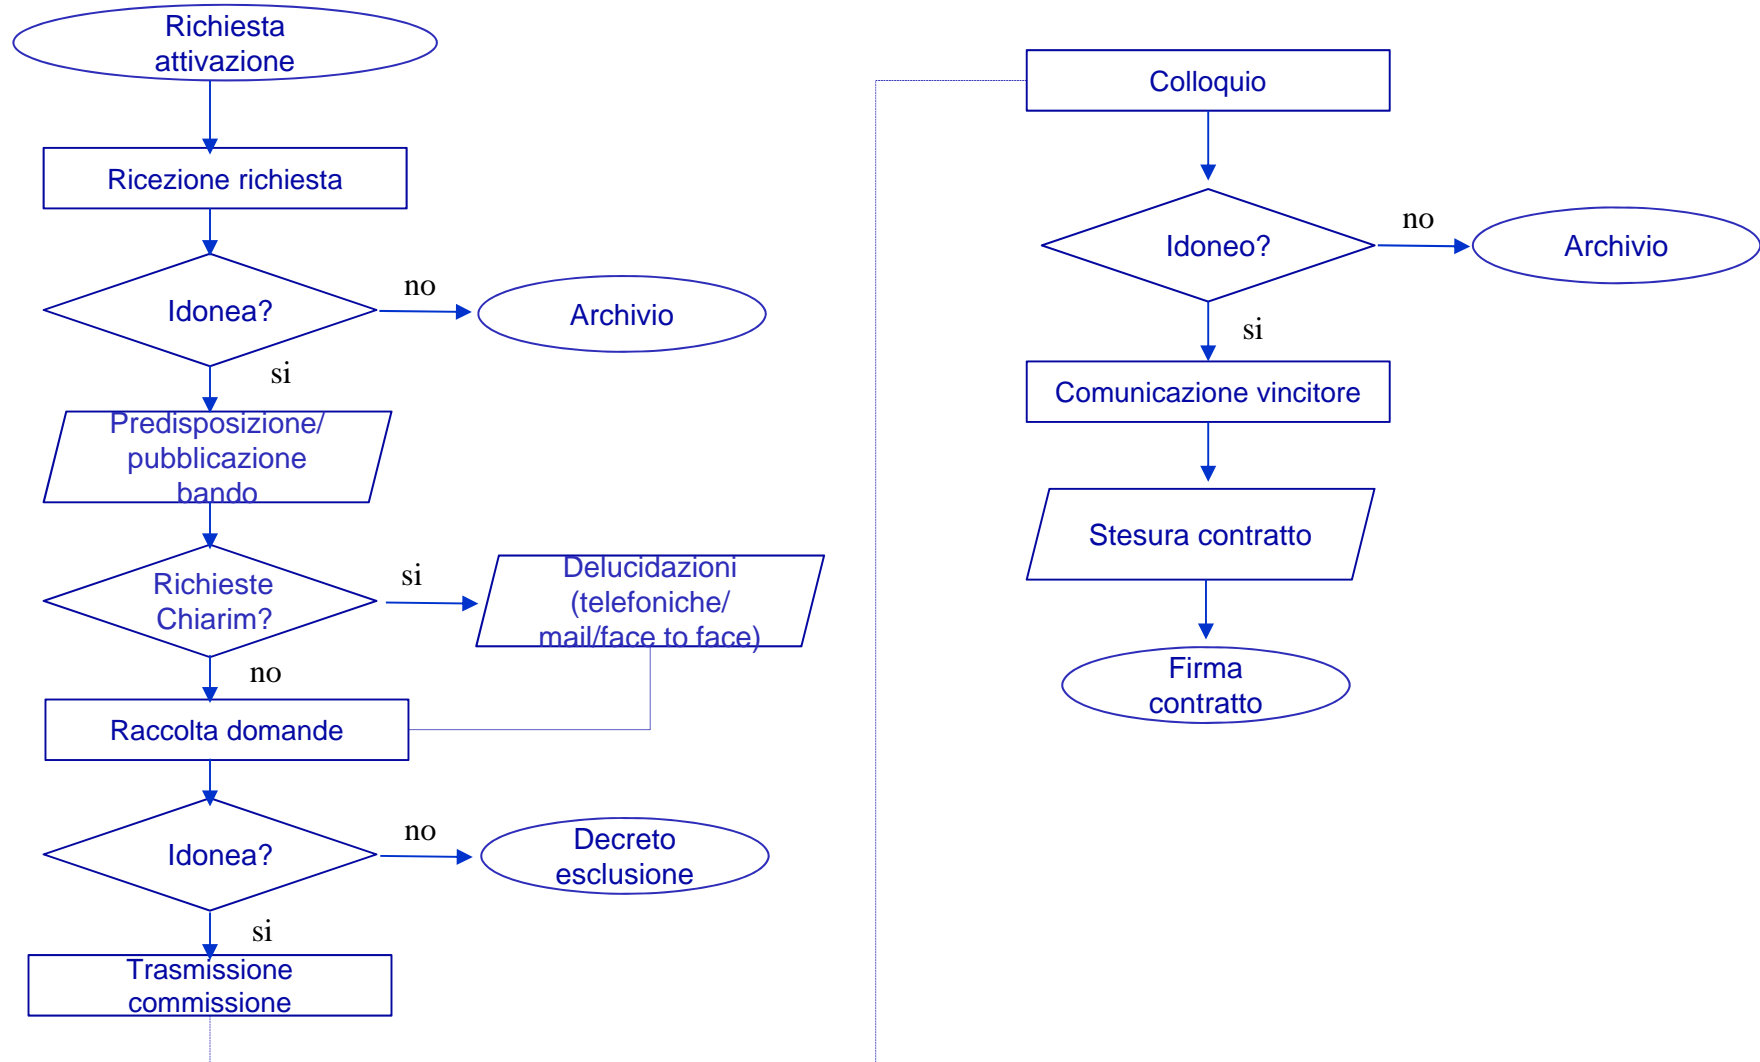 Richiesta
attivazione
Ricezione richiesta
Idonea?
no
Archivio
si
Predisposizione/
pubblicazione
bando
Richieste
Chiarim?
si
Delucidazioni
(telefoniche/
mail/face to face)
no
Raccolta domande
Idonea?
no
Decreto
esclusione
si
Trasmissione
commissione
Colloquio
Idoneo?
no
Archivio
si
Comunicazione vincitore
Stesura contratto
Firma
contratto